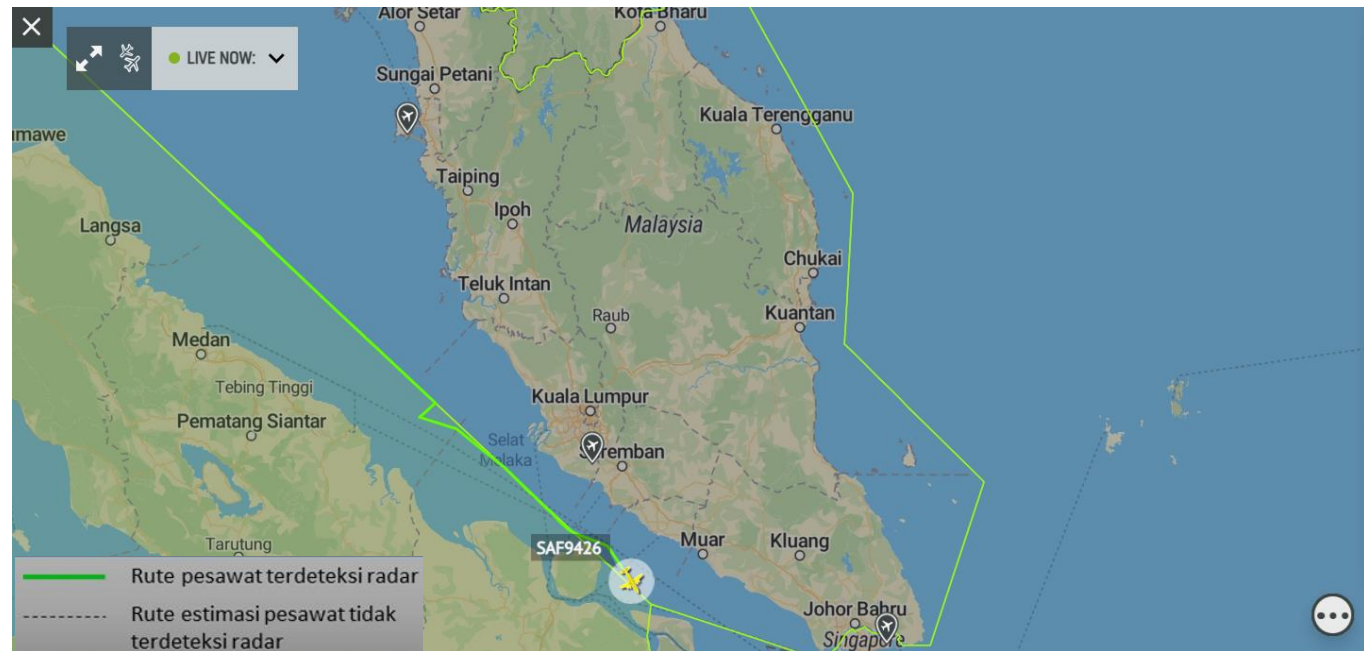 Alor Setar
Kota Bharu
LIVE NOW:
Sungai Petani
Kuala Terengganu
umawe
Taiping
Ipoh
Langsa
Malaysia
Chukai
Teluk Intan
Raub
Kuantan
Medan
Tebing Tinggi
Kuala Lumpur
Pematang Siantar
Selat
Melaka
Seremban
Tarutung
SAF9426
Muar
Kluang
Rute pesawat terdeteksi radar
Johor Bahru
Rute estimasi pesawat tidak
terdeteksi radar
Singapore